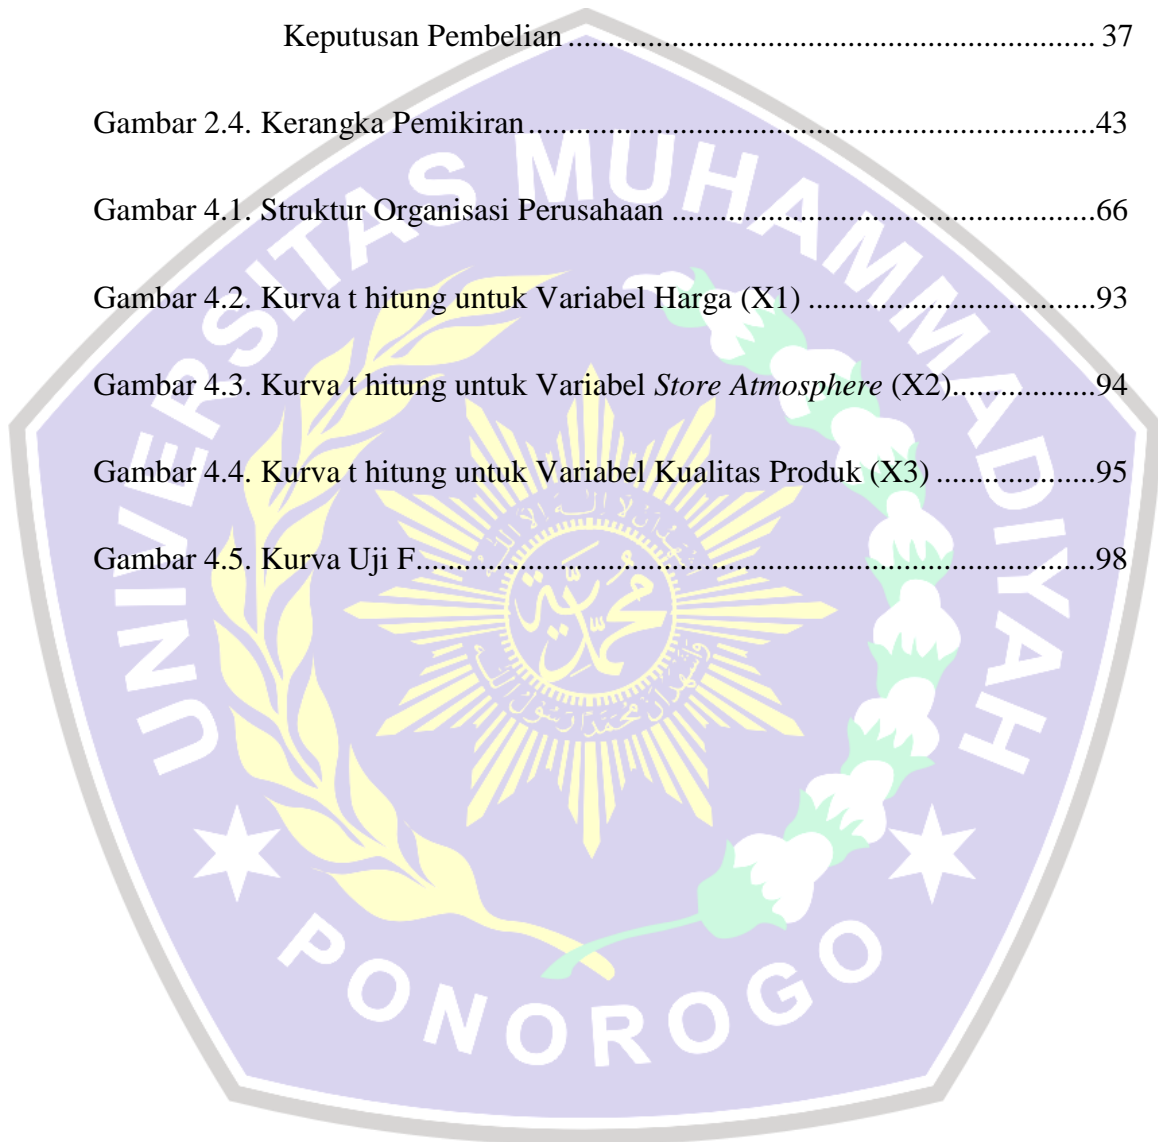 Keputusan Pembelian .................................................................... 37
Gambar 2.4. Kerangka Pemikiran .........................................................................43
Gambar 4.1. Struktur Organisasi Perusahaan ......................................................66
Gambar 4.2. Kurva t hitung untuk Variabel Harga (X1) .....................................93
Gambar 4.3. Kurva t hitung untuk Variabel Store Atmosphere (X2)..................94
Gambar 4.4. Kurva t hitung untuk Variabel Kualitas Produk (X3) ....................95
Gambar 4.5. Kurva Uji F.......................................................................................98
UNIVERSITAS MUHAMMADIYAH
محمدية
PONOROGO